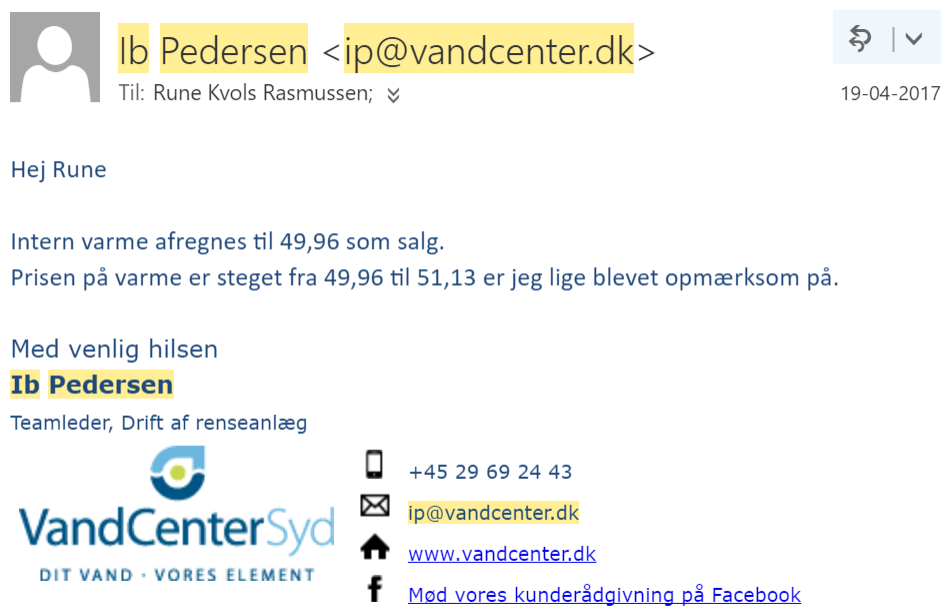 Ib Pedersen <ip@vandcenter.dk>
Til: Rune Kvols Rasmussen;
19-04-2017
Hej Rune
Intern varme afregnes til 49,96 som salg.
Prisen på varme er steget fra 49,96 til 51,13 er jeg lige blevet opmærksom på.
Med venlig hilsen
Ib Pedersen
Teamleder, Drift af renseanlæg
VandCenterSyd
DIT VAND · VORES ELEMENT
+45 29 69 24 43
ip@vandcenter.dk
www.vandcenter.dk
Mød vores kunderådgivning på Facebook